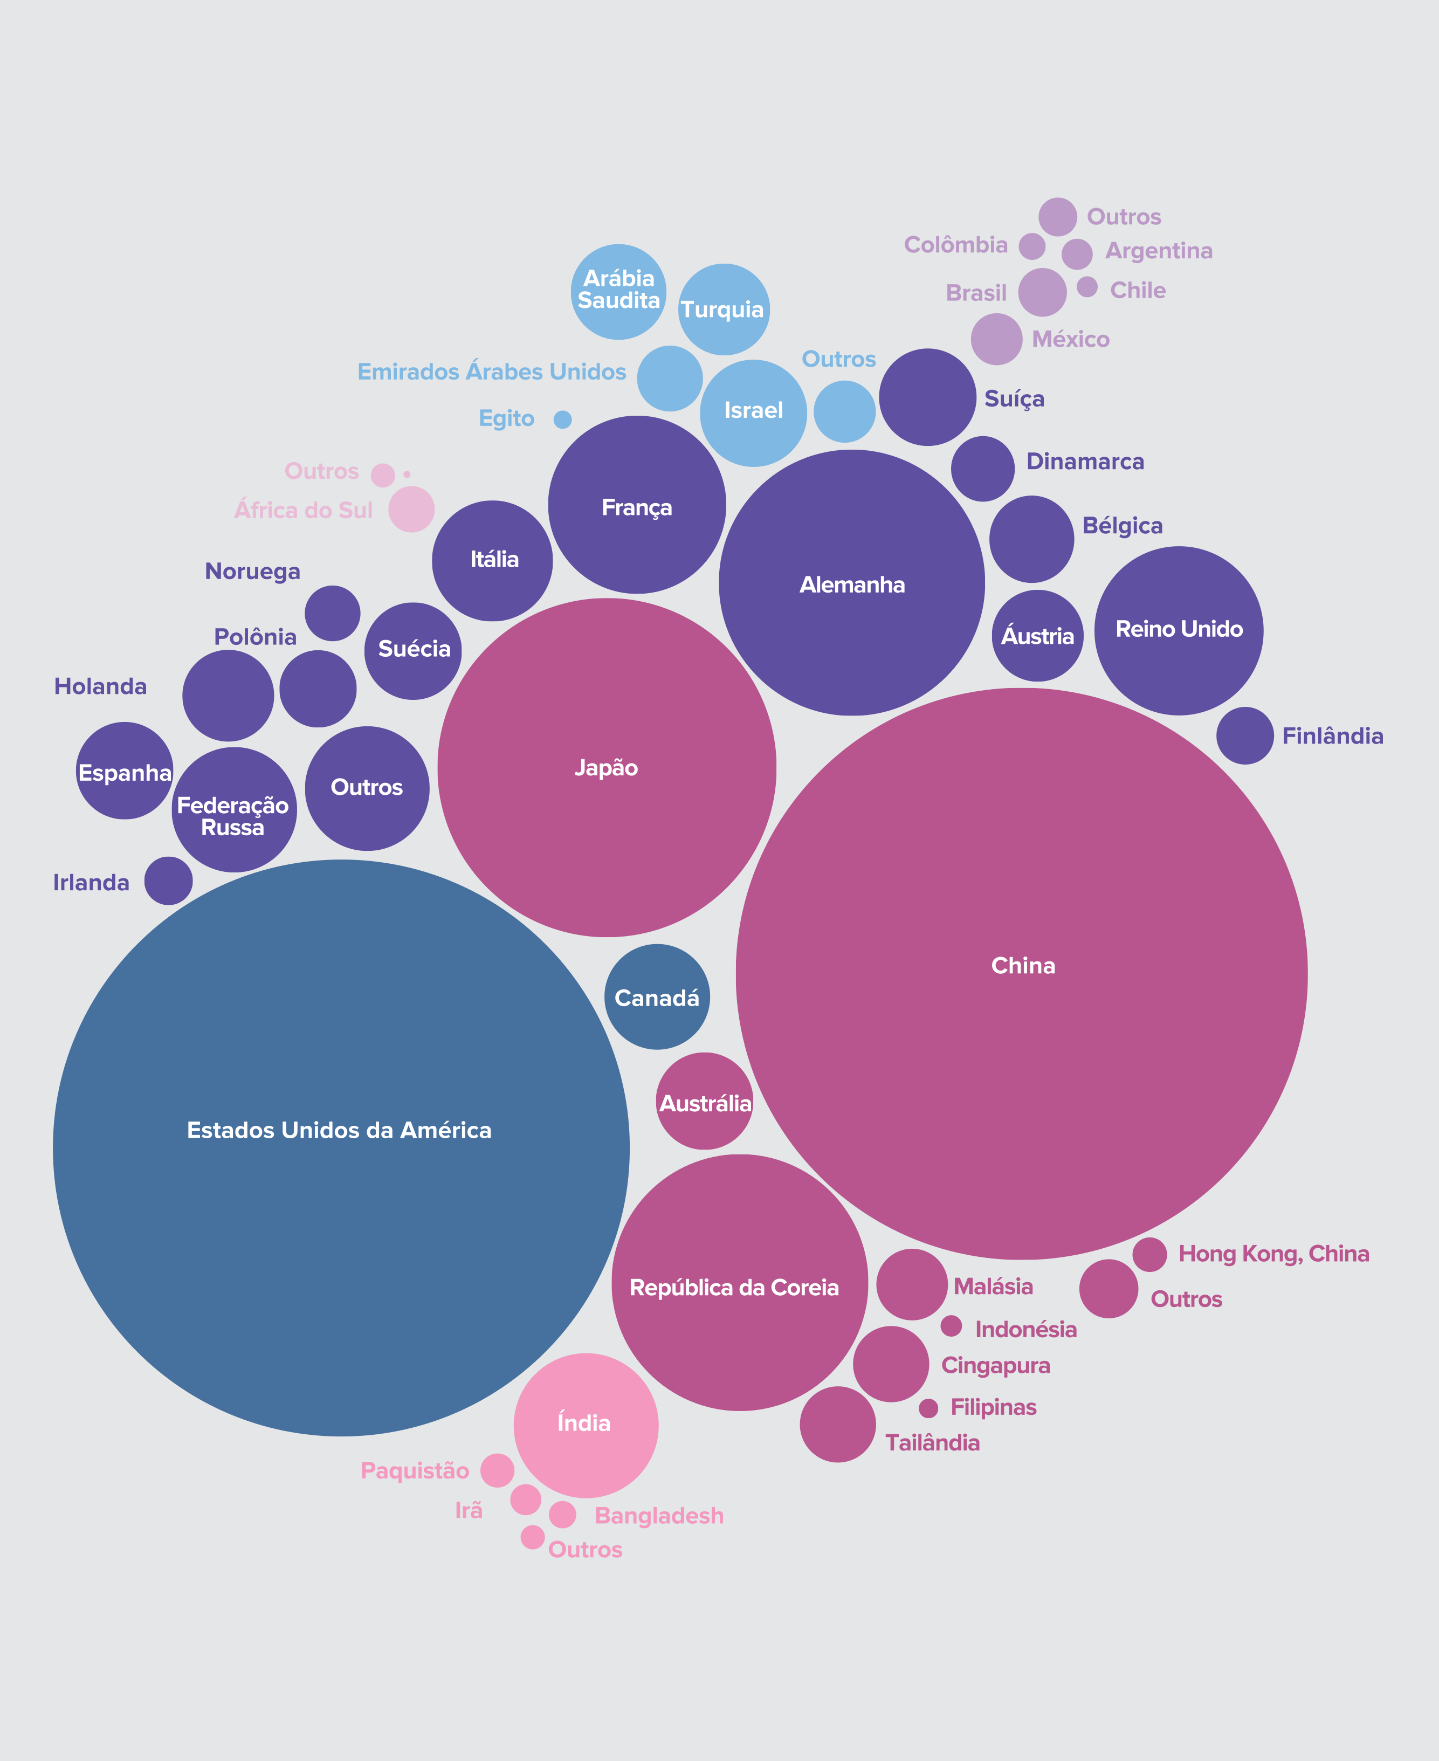 Outros
Colômbia
Argentina
Brasil
Chile
México
Arábia
Saudita
Turquia
Emirados Árabes Unidos
Outros
Egito
Israel
Suíça
Dinamarca
Outros
África do Sul
França
Itália
Alemanha
Bélgica
Noruega
Polônia
Suécia
Áustria
Reino Unido
Holanda
Finlândia
Espanha
Federação
Russa
Outros
Japão
Irlanda
China
Canadá
Austrália
Estados Unidos da América
República da Coreia
Hong Kong, China
Outros
Malásia
Indonésia
Cingapura
Filipinas
Tailândia
Índia
Paquistão
Irã
Bangladesh
Outros